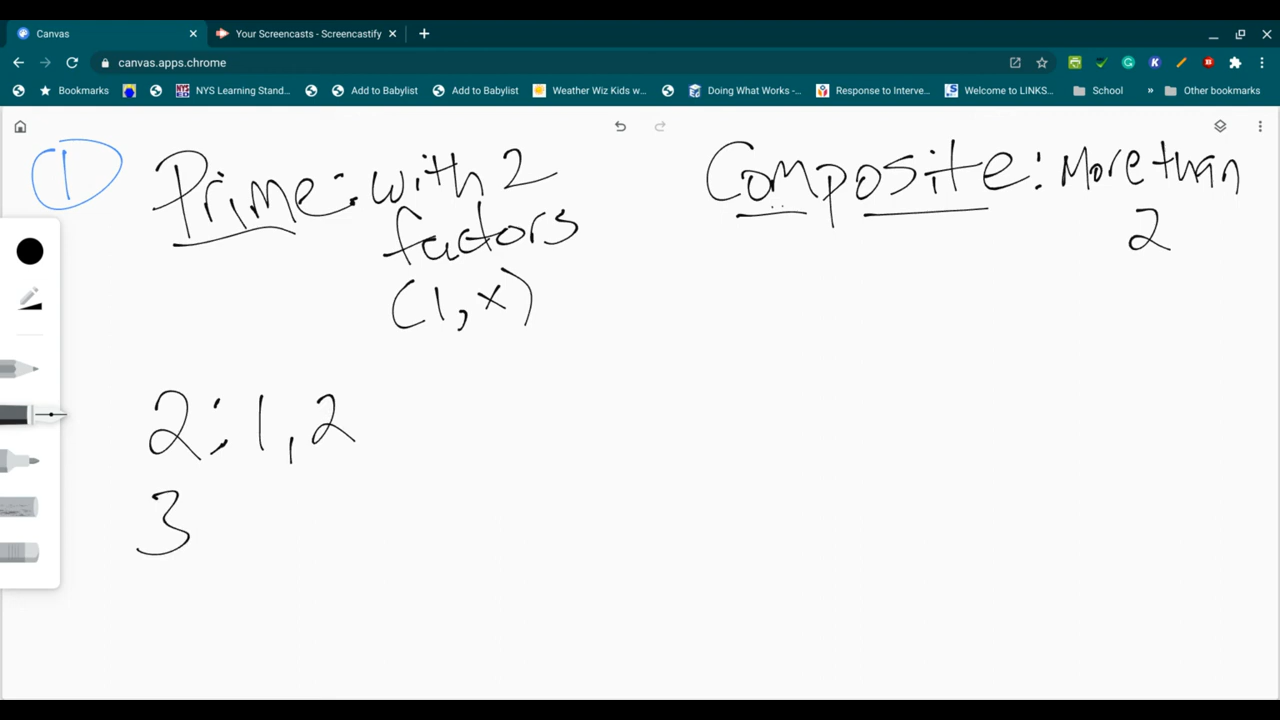 Canvas
Your Screencasts - Screencastify
canvas.apps.chrome
Bookmarks
NYS Learning Stand...
Add to Babylist
Add to Babylist
Weather Wiz Kids w...
Doing What Works -...
Response to Interve...
Welcome to LINKS...
School
»
Other bookmarks
1
Prime: with 2
factors
(1, x)
Composite: More than
2
2: 1, 2
3